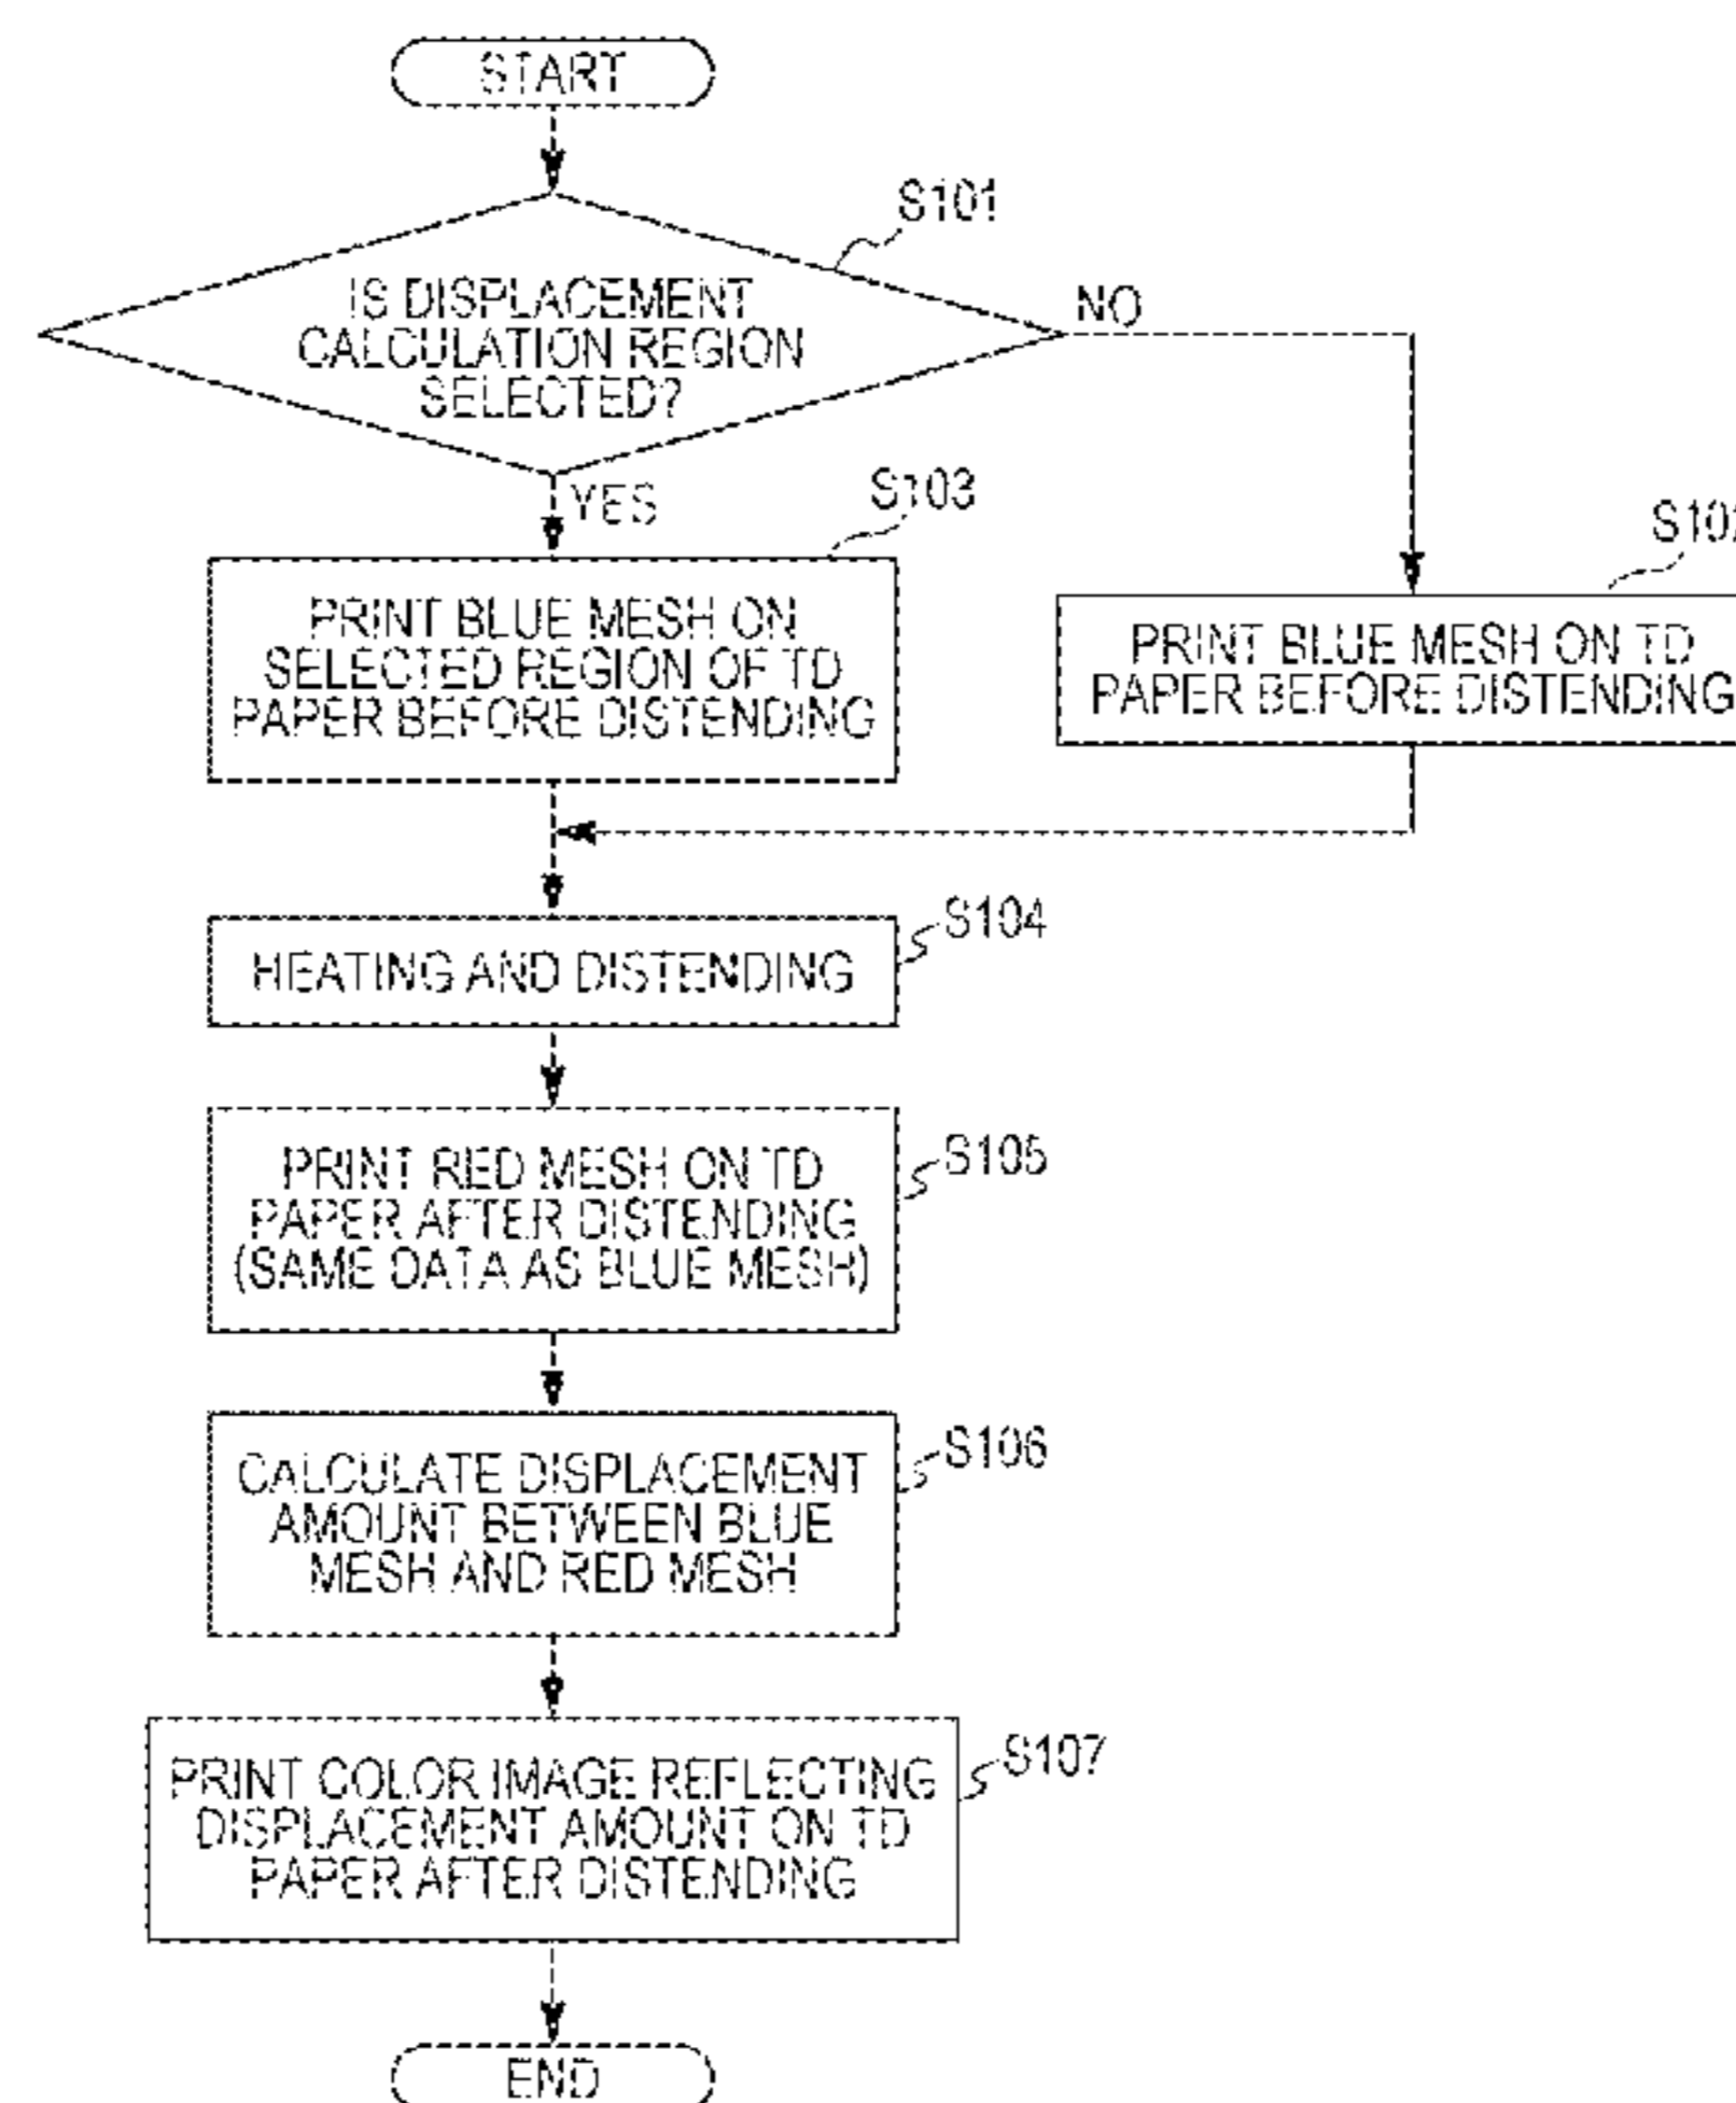 START
S101
IS DISPLACEMENT
CALCULATION REGION
SELECTED?
NO
YES
S103
S102
PRINT BLUE MESH ON
SELECTED REGION OF TD
PAPER BEFORE DISTENDING
PRINT BLUE MESH ON TD
PAPER BEFORE DISTENDING
S104
HEATING AND DISTENDING
S105
PRINT RED MESH ON TD
PAPER AFTER DISTENDING
(SAME DATA AS BLUE MESH)
S106
CALCULATE DISPLACEMENT
AMOUNT BETWEEN BLUE
MESH AND RED MESH
S107
PRINT COLOR IMAGE REFLECTING
DISPLACEMENT AMOUNT ON TD
PAPER AFTER DISTENDING
END